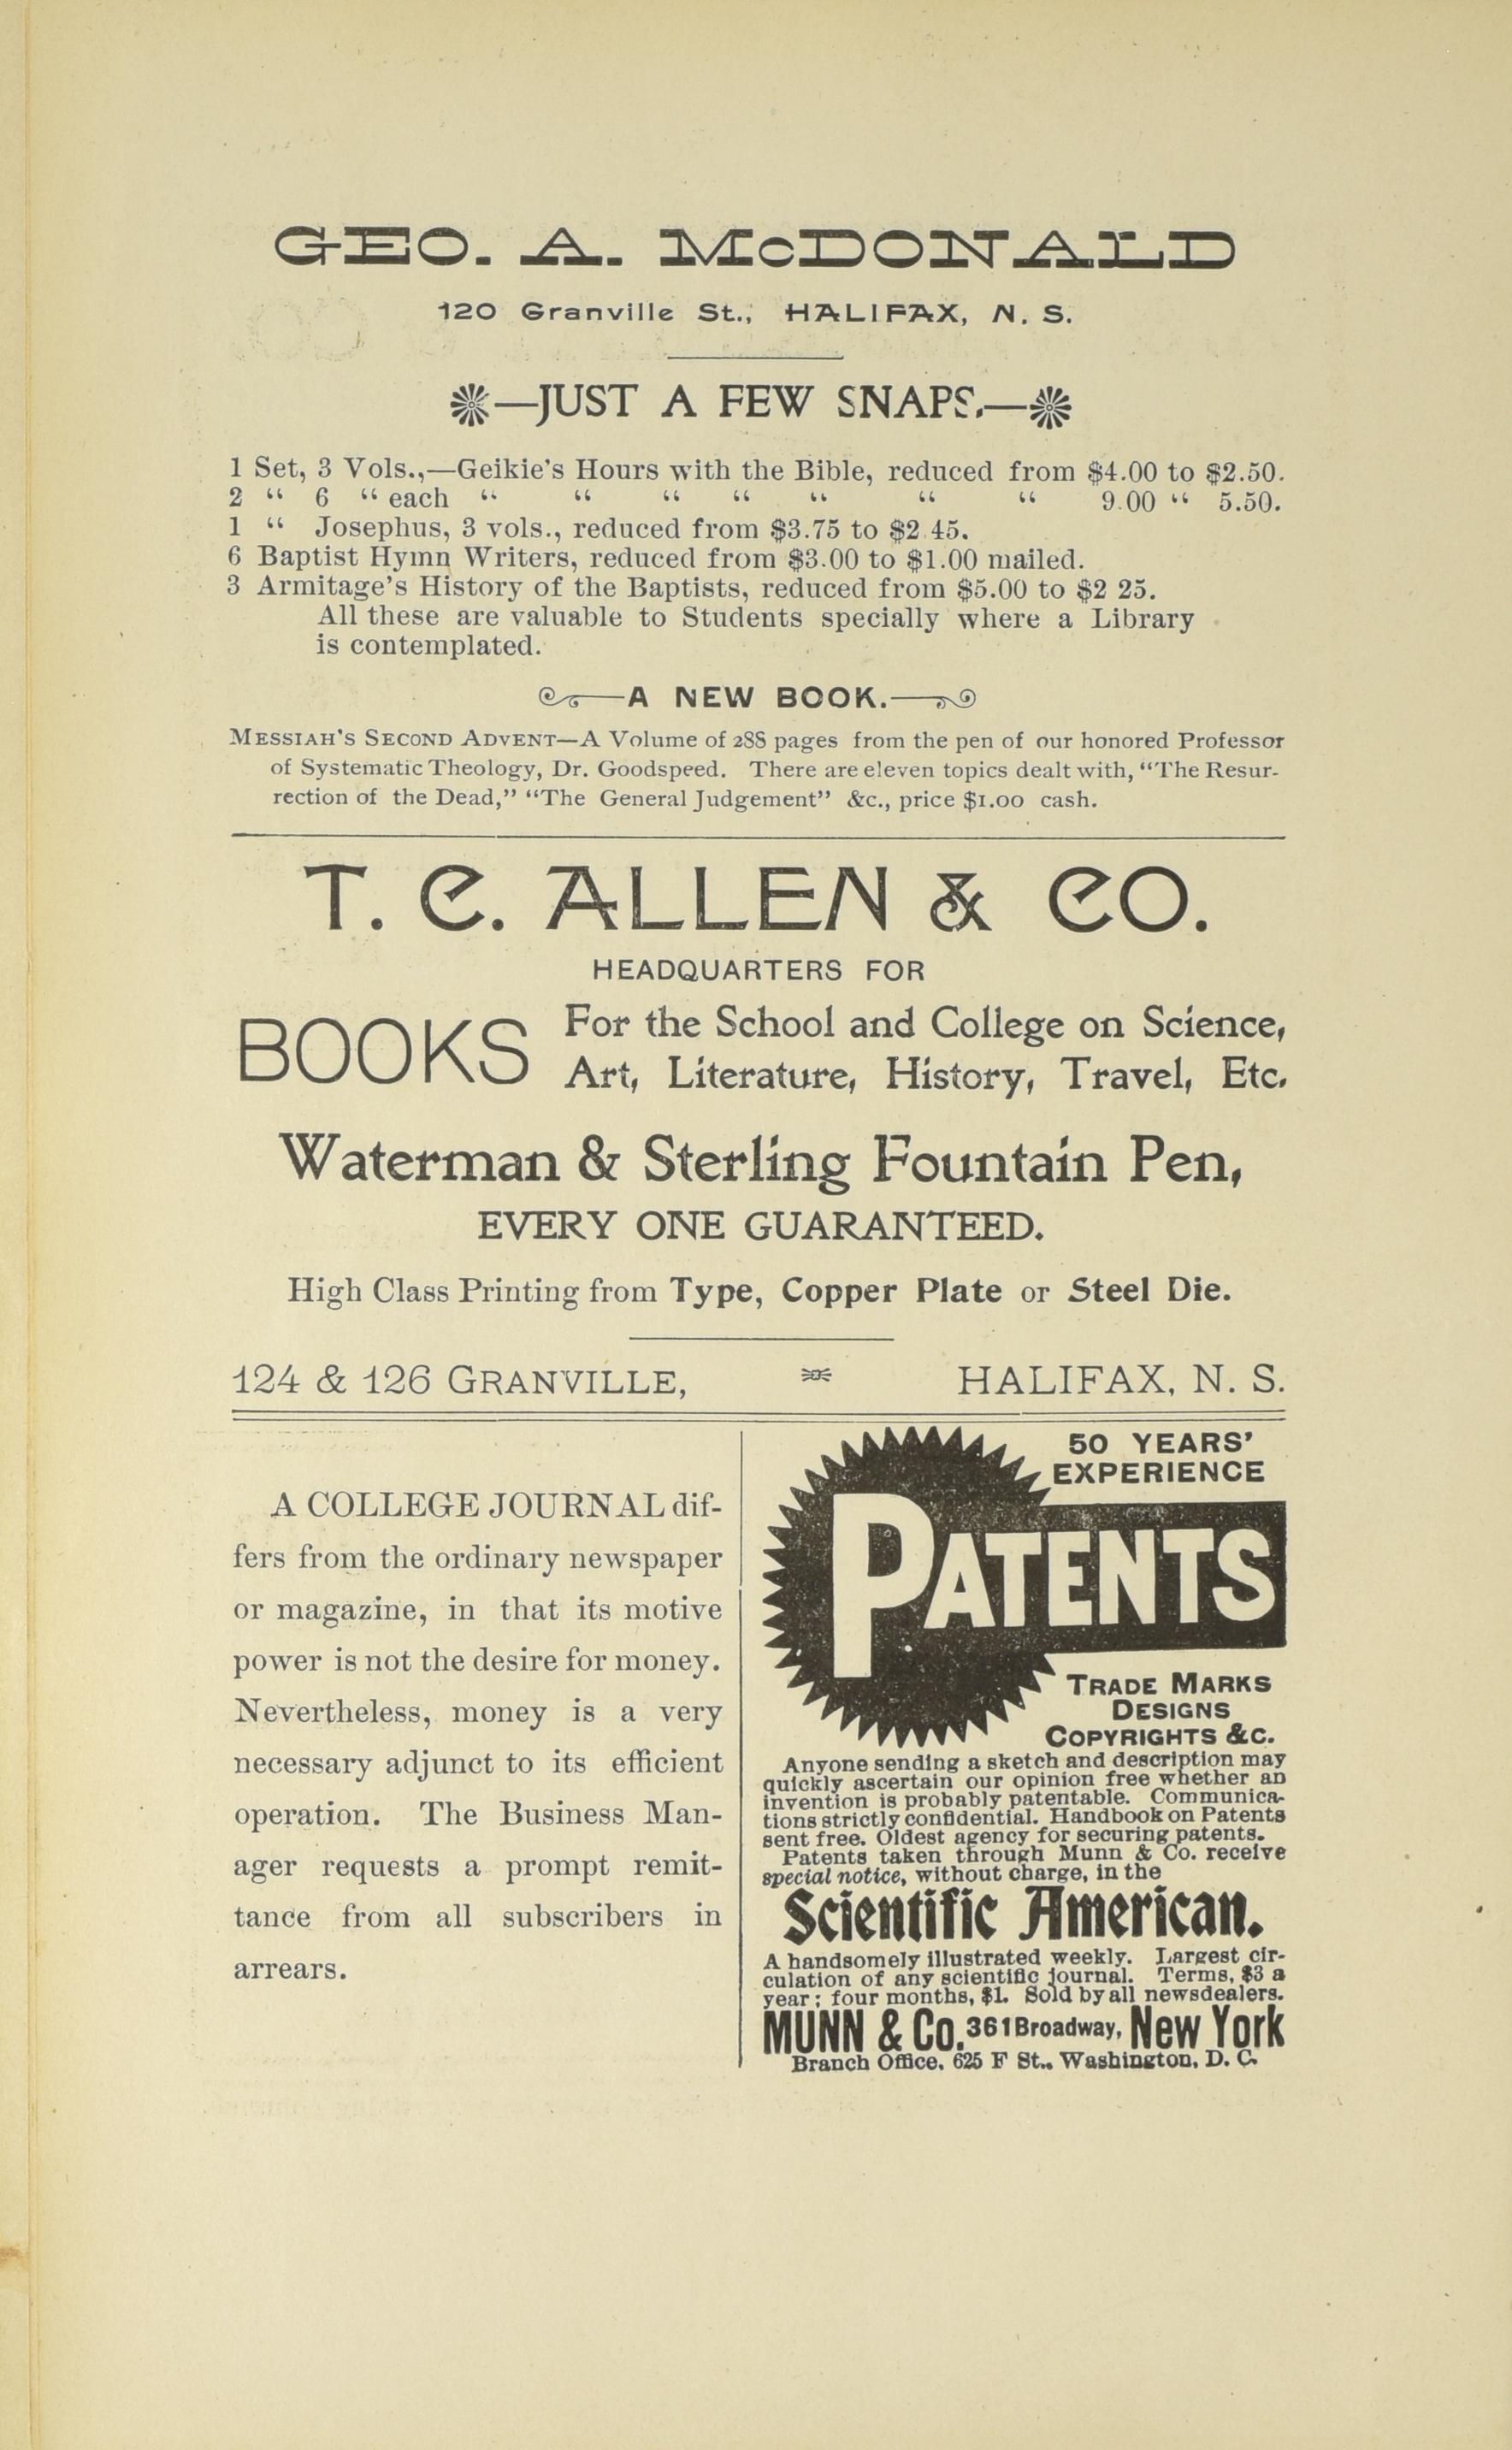 GEO. A. McDONALD
120 Granville St., HALIFAX, N. S.
—JUST A FEW SNAPS.—
1 Set, 3 Vols.,—Geikie's Hours with the Bible, reduced from $4.00 to $2.50.
2 “ 6 “ each “ “ “ “ “ “ “ 9.00 “ 5.50.
1 “ Josephus, 3 vols., reduced from $3.75 to $2.45.
6 Baptist Hymn Writers, reduced from $3.00 to $1.00 mailed.
3 Armitage's History of the Baptists, reduced from $5.00 to $2 25.
All these are valuable to Students specially where a Library
is contemplated.
—A NEW BOOK.—
MESSIAH'S SECOND ADVENT—A Volume of 288 pages from the pen of our honored Professor
of Systematic Theology, Dr. Goodspeed. There are eleven topics dealt with, “The Resur-
rection of the Dead,” “The General Judgement” &c., price $1.00 cash.
T. C. ALLEN & CO.
HEADQUARTERS FOR
BOOKS For the School and College on Science,
Art, Literature, History, Travel, Etc.
Waterman & Sterling Fountain Pen,
EVERY ONE GUARANTEED.
High Class Printing from Type, Copper Plate or Steel Die.
124 & 126 GRANVILLE, HALIFAX, N. S.
A COLLEGE JOURNAL dif-
fers from the ordinary newspaper
or magazine, in that its motive
power is not the desire for money.
Nevertheless, money is a very
necessary adjunct to its efficient
operation. The Business Man-
ager requests a prompt remit-
tance from all subscribers in
arrears.
50 YEARS'
EXPERIENCE
PATENTS
TRADE MARKS
DESIGNS
COPYRIGHTS &C.
Anyone sending a sketch and description may
quickly ascertain our opinion free whether an
invention is probably patentable. Communica-
tions strictly confidential. Handbook on Patents
sent free. Oldest agency for securing patents.
Patents taken through Munn & Co. receive
special notice, without charge, in the
Scientific American.
A handsomely illustrated weekly. Largest cir-
culation of any scientific journal. Terms, $3 a
year; four months, $1. Sold by all newsdealers.
MUNN & Co. 361 Broadway, New York
Branch Office, 625 F St., Washington, D. C.